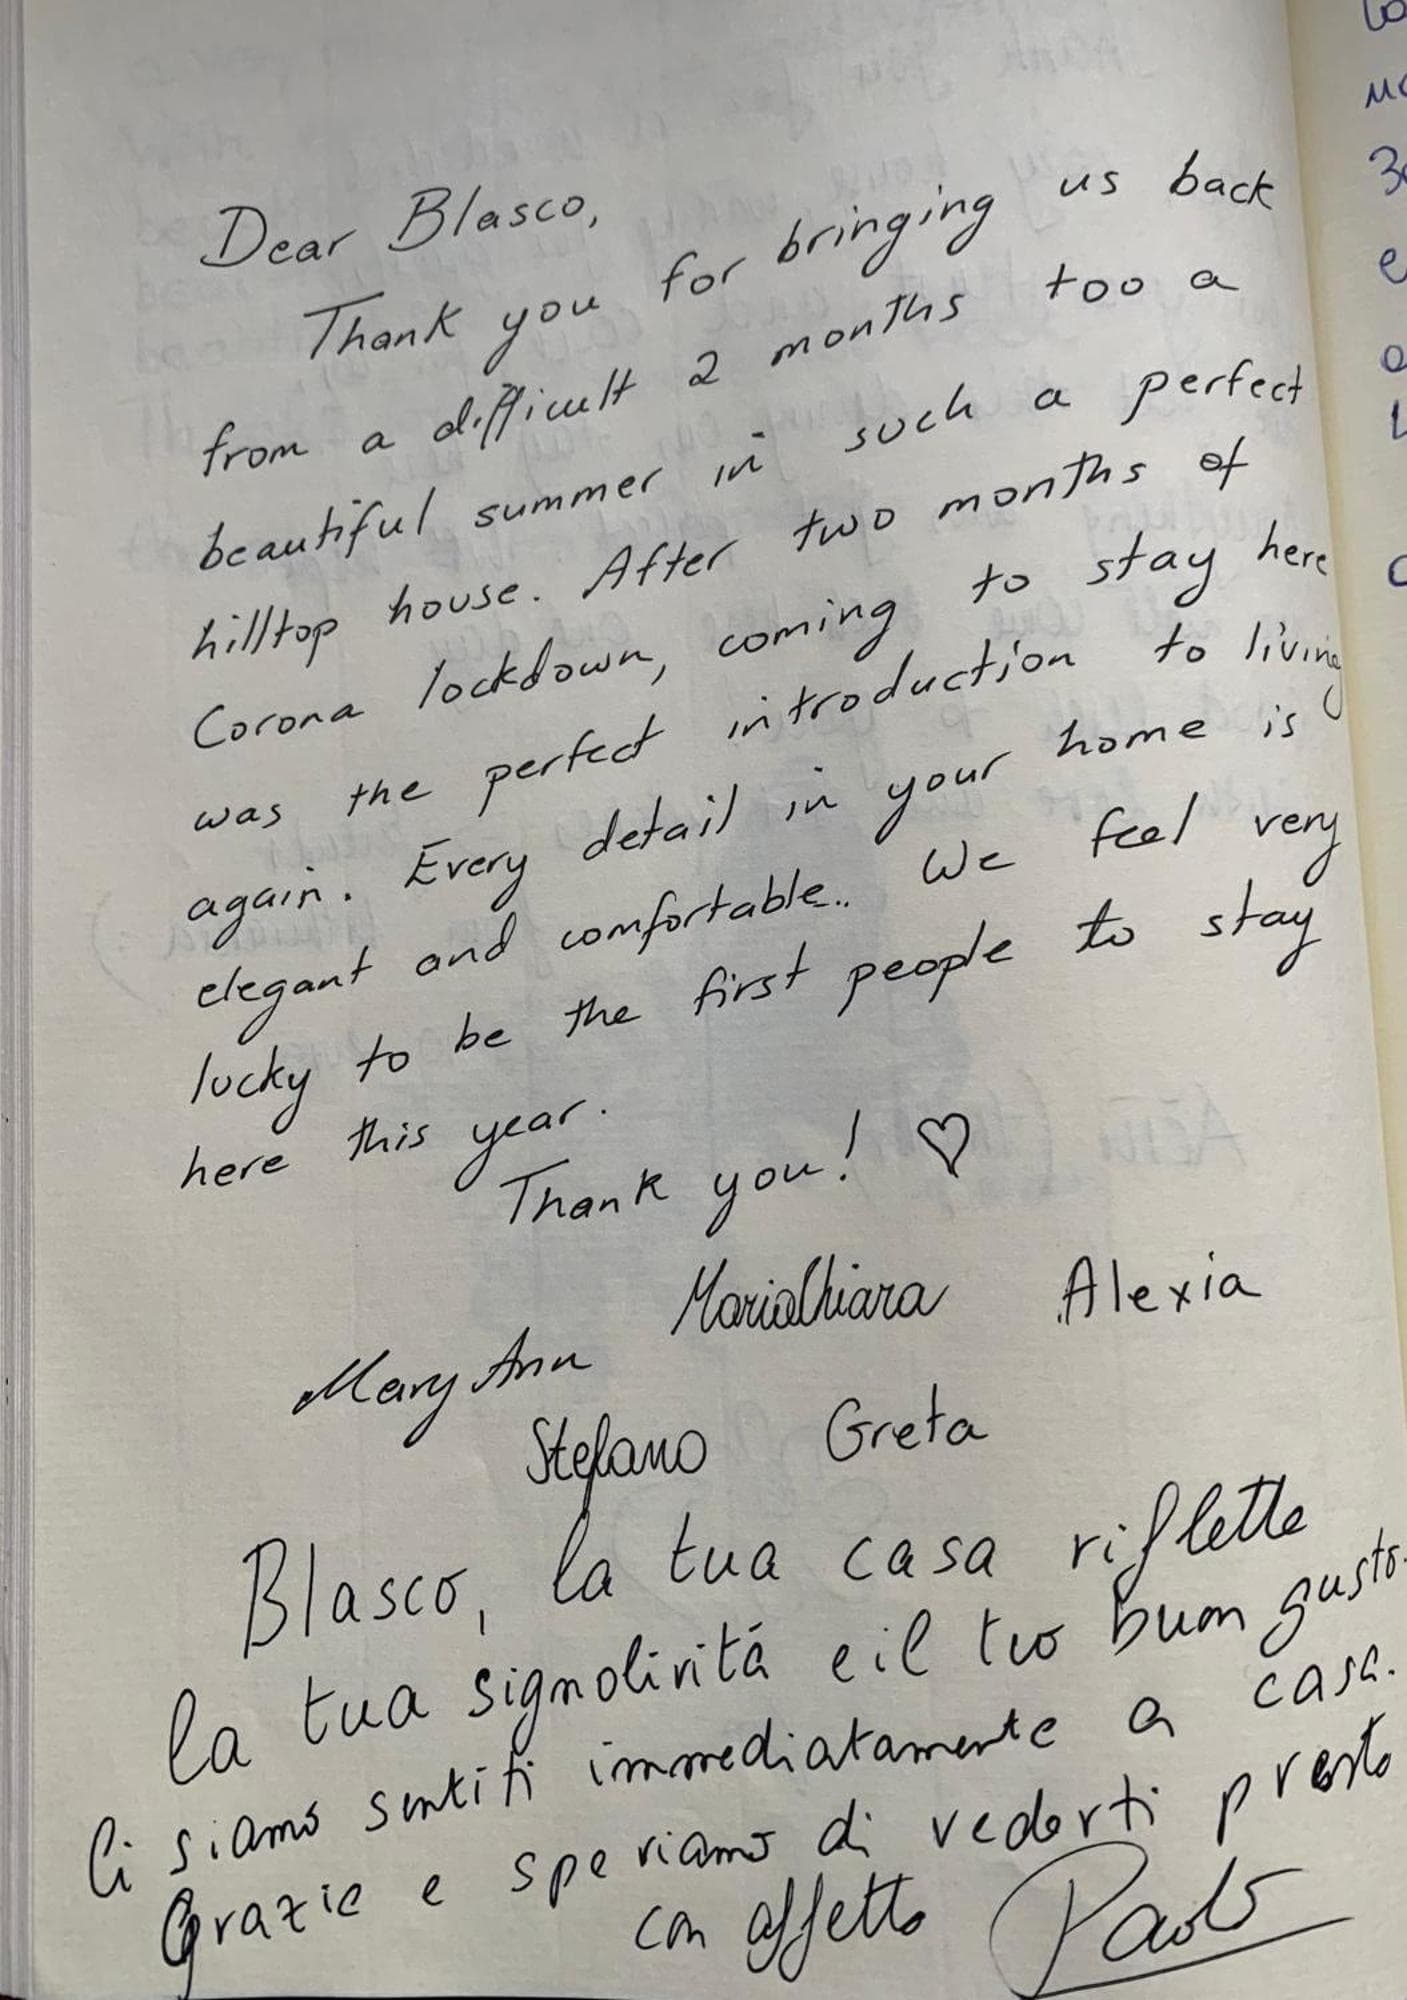 Dear Blasco,
Thank you for bringing us back
from a difficult 2 months too a
beautiful summer in such a perfect
hilltop house. After two months of
Corona lockdown, coming to stay here
was the perfect introduction to living
again. Every detail in your home is
elegant and comfortable.. We feel very
lucky to be the first people to stay
here this year.
Thank you! ♡
MariaChiara Alexia
Mary Ann
Stefano Greta
Blasco, la tua casa riflette
la tua signolirità e il tuo buon gusto.
Ci siamo sentiti immediatamente a casa.
Grazie e speriamo di vederti presto
con affetto Paolo